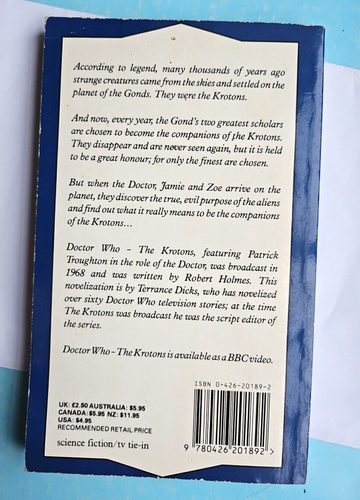 According to legend, many thousands of years ago
strange creatures came from the skies and settled on the
planet of the Gonds. They were the Krotons.
And now, every year, the Gond's two greatest scholars
are chosen to become the companions of the Krotons.
They disappear and are never seen again, but it is held
to be a great honour; for only the finest are chosen.
But when the Doctor, Jamie and Zoe arrive on the
planet, they discover the true, evil purpose of the aliens
and find out what it really means to be the companions
of the Krotons...
Doctor Who – The Krotons, featuring Patrick
Troughton in the role of the Doctor, was broadcast in
1968 and was written by Robert Holmes. This
novelization is by Terrance Dicks, who has novelized
over sixty Doctor Who television stories; at the time
The Krotons was broadcast he was the script editor of
the series.
Doctor Who – The Krotons is available as a BBC video.
ISBN 0-426-20189-2
UK: £2.50 AUSTRALIA: $5.95
CANADA: $5.95 NZ: $11.95
USA: $4.95
RECOMMENDED RETAIL PRICE
science fiction/tv tie-in
9 780426 201892 >